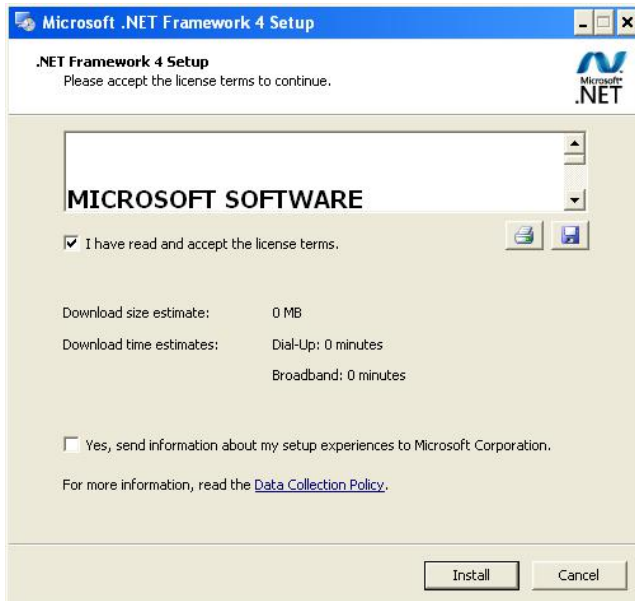 Microsoft .NET Framework 4 Setup
.NET Framework 4 Setup
Please accept the license terms to continue.
Microsoft
.NET
MICROSOFT SOFTWARE
I have read and accept the license terms.
Download size estimate: 0 MB
Download time estimates: Dial-Up: 0 minutes
Broadband: 0 minutes
Yes, send information about my setup experiences to Microsoft Corporation.
For more information, read the Data Collection Policy.
Install Cancel